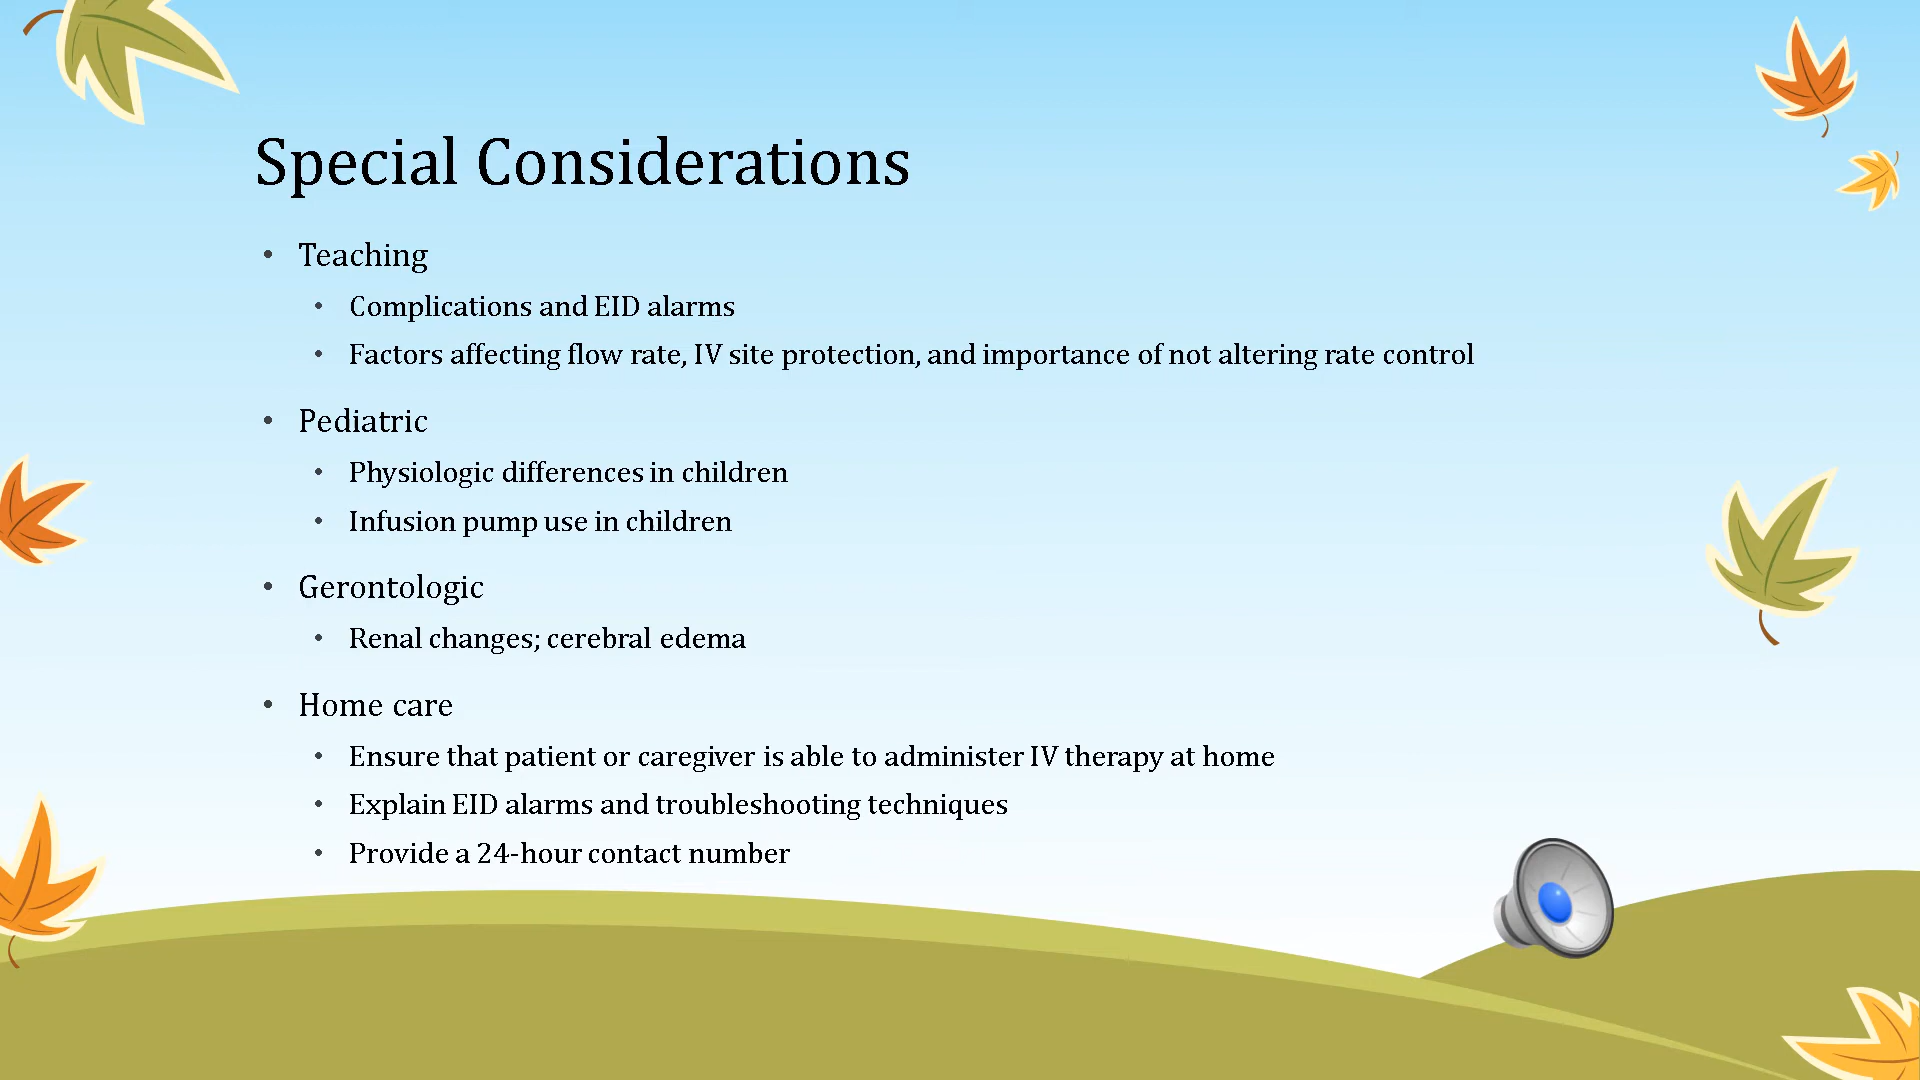 Special Considerations
• Teaching
• Complications and EID alarms
• Factors affecting flow rate, IV site protection, and importance of not altering rate control
• Pediatric
• Physiologic differences in children
• Infusion pump use in children
• Gerontologic
• Renal changes; cerebral edema
• Home care
• Ensure that patient or caregiver is able to administer IV therapy at home
• Explain EID alarms and troubleshooting techniques
• Provide a 24-hour contact number